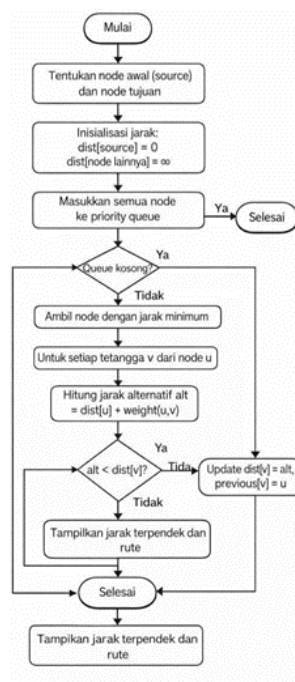 Mulai
Tentukan node awal (source)
dan node tujuan
Inisialisasi jarak:
dist[source] = 0
dist[node lainnya] = ∞
Masukkan semua node
ke priority queue
Ya
Selesai
Queue kosong?
Ya
Tidak
Ambil node dengan jarak minimum
Untuk setiap tetangga v dari node u
Hitung jarak alternatif alt
= dist[u] + weight(u,v)
Ya
alt < dist[v]?
Tida
Update dist[v] = alt,
previous[v] = u
Tidak
Tampilkan jarak terpendek dan
rute
Selesai
Tampikan jarak terpendek dan
rute